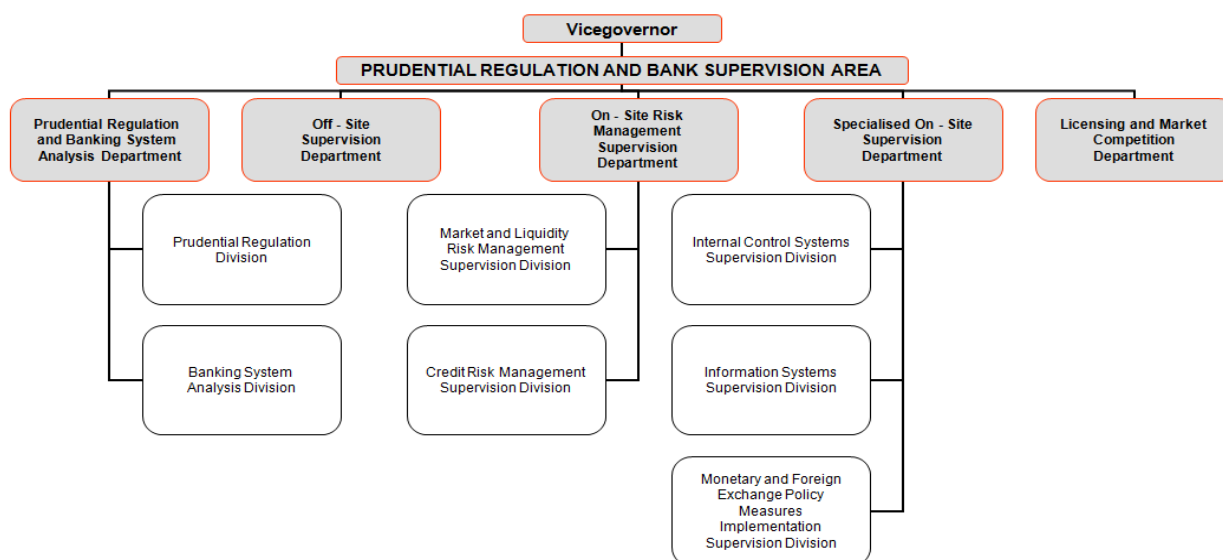 Vicegovernor
PRUDENTIAL REGULATION AND BANK SUPERVISION AREA
Prudential Regulation
and Banking System
Analysis Department
Off - Site
Supervision
Department
On - Site Risk
Management
Supervision
Department
Specialised On - Site
Supervision
Department
Licensing and Market
Competition
Department
Prudential Regulation
Division
Market and Liquidity
Risk Management
Supervision Division
Internal Control Systems
Supervision Division
Banking System
Analysis Division
Credit Risk Management
Supervision Division
Information Systems
Supervision Division
Monetary and Foreign
Exchange Policy
Measures
Implementation
Supervision Division